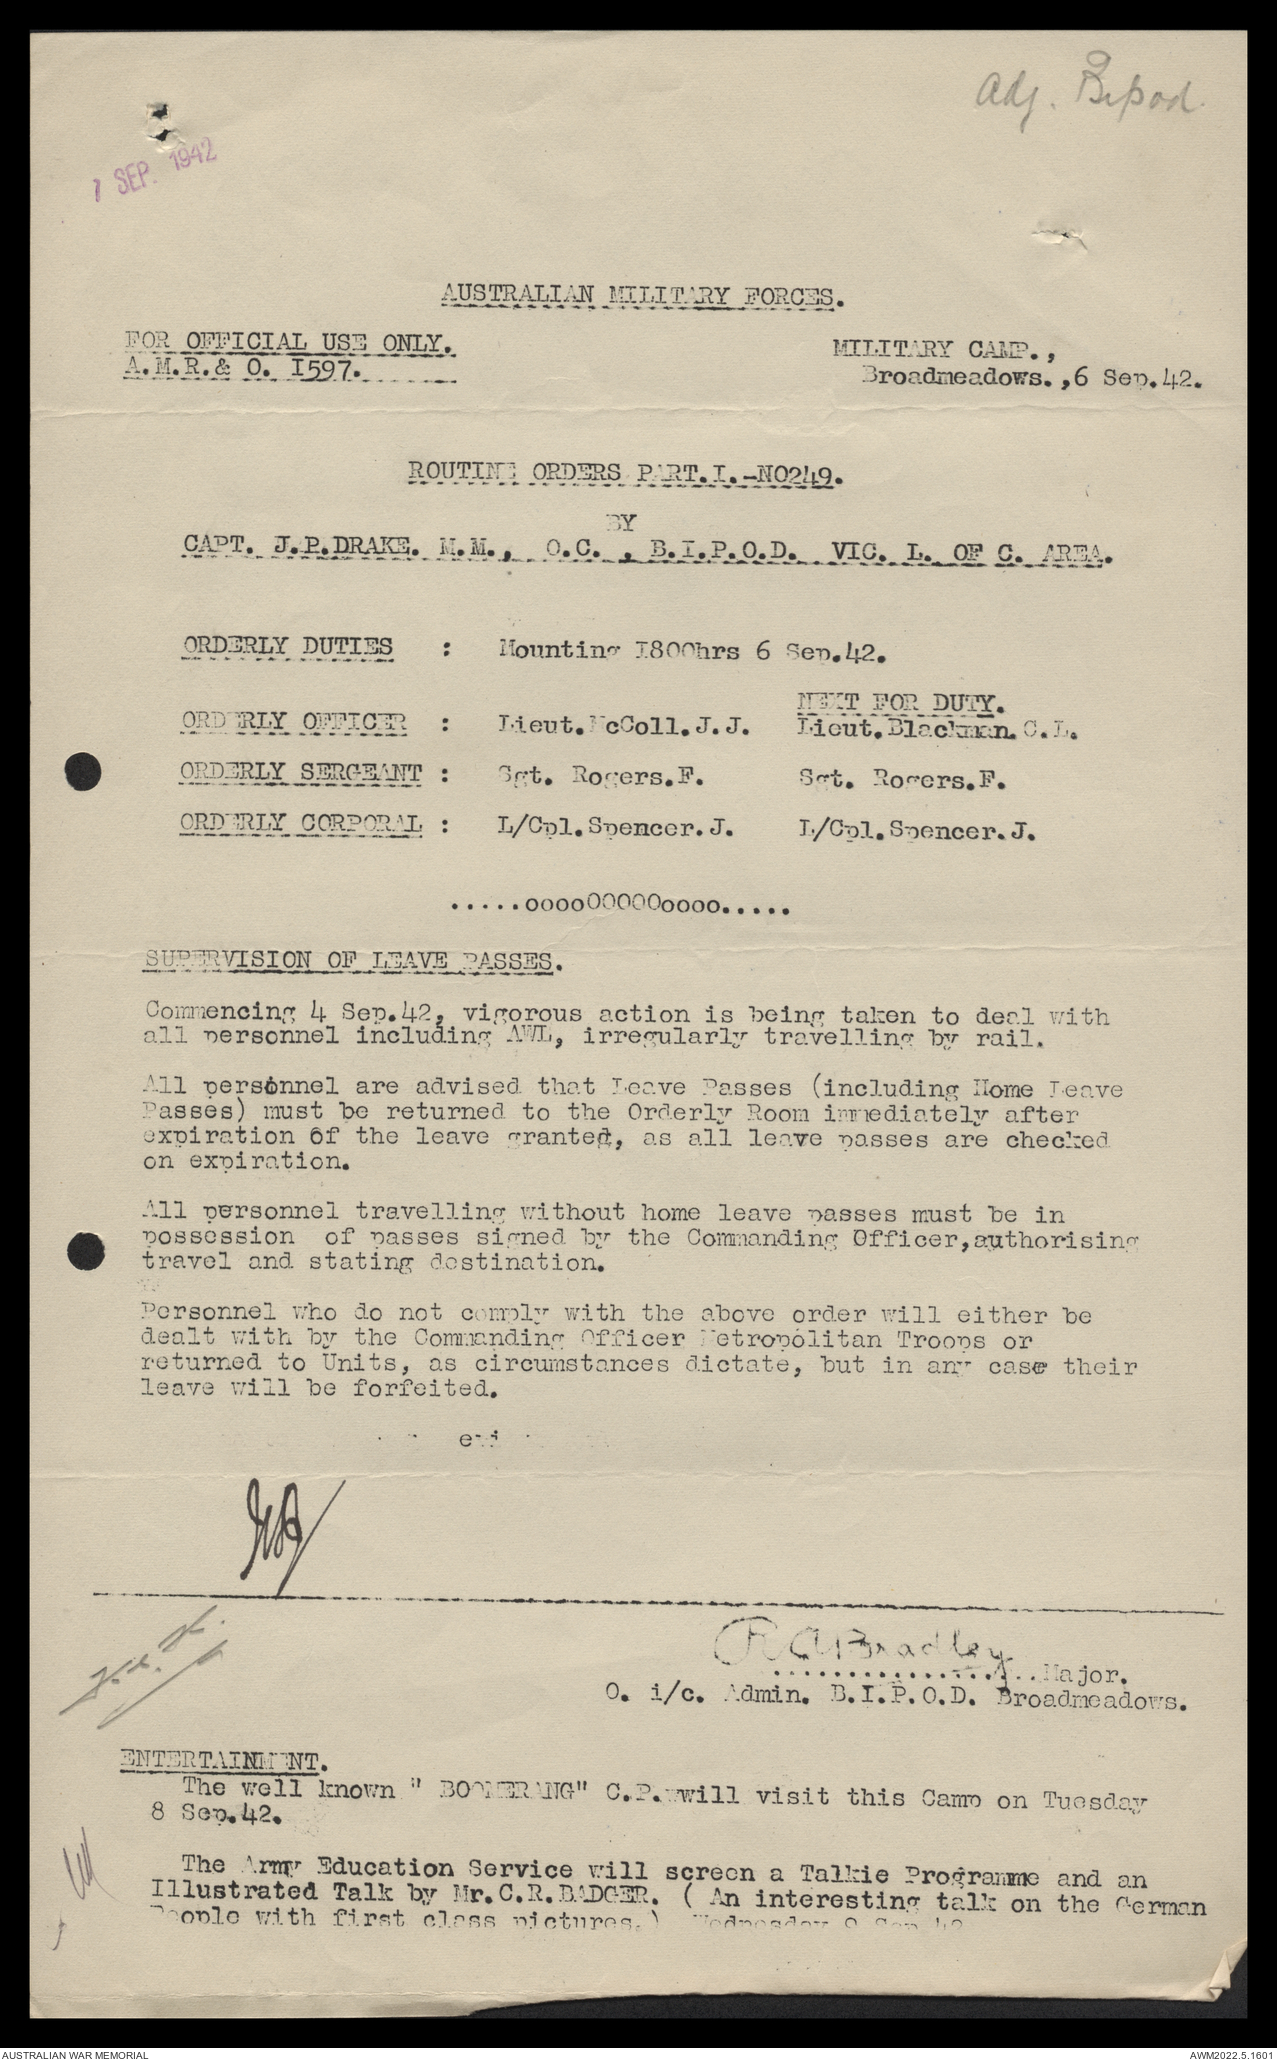 Adj. Bipod.
7 SEP. 1942
AUSTRALIAN MILITARY FORCES.
FOR OFFICIAL USE ONLY.
A.M.R.& O. I597.
MILITARY CAMP.,
Broadmeadows.,6 Sep.42.
ROUTINE ORDERS PART.I.-NO249.
BY
CAPT. J.P.DRAKE. M.M., O.C. , B.I.P.O.D. VIC. L. OF C. AREA.
ORDERLY DUTIES : Mounting I800hrs 6 Sep.42.
NEXT FOR DUTY.
ORDERLY OFFICER : Lieut.McColl.J.J. Lieut.Blackman.C.L.
ORDERLY SERGEANT : Sgt. Rogers.F. Sgt. Rogers.F.
ORDERLY CORPORAL : L/Cpl.Spencer.J. L/Cpl.Spencer.J.
.....oooo00000oooo.....
SUPERVISION OF LEAVE PASSES.
Commencing 4 Sep.42, vigorous action is being taken to deal with
all personnel including AWL, irregularly travelling by rail.
All personnel are advised that Leave Passes (including Home Leave
Passes) must be returned to the Orderly Room immediately after
expiration of the leave granted, as all leave passes are checked
on expiration.
All personnel travelling without home leave passes must be in
possession of passes signed by the Commanding Officer,authorising
travel and stating destination.
Personnel who do not comply with the above order will either be
dealt with by the Commanding Officer Metropolitan Troops or
returned to Units, as circumstances dictate, but in any case their
leave will be forfeited.
R A Bradley
..................Major.
O. i/c. Admin. B.I.P.O.D. Broadmeadows.
ENTERTAINMENT.
The well known " BOOMERANG" C.P.wwill visit this Camp on Tuesday
8 Sep.42.
The Army Education Service will screen a Talkie Programme and an
Illustrated Talk by Mr.C.R.BADGER. ( An interesting talk on the German
People with first class pictures.) Wednesday 9 Sep.42
AUSTRALIAN WAR MEMORIAL
AWM2022.5.1601